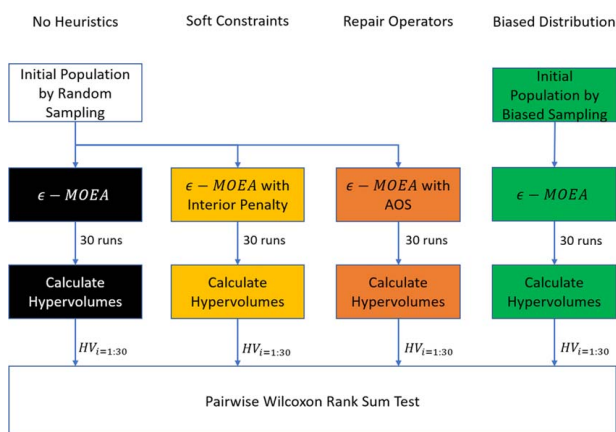 No Heuristics
Soft Constraints
Repair Operators
Biased Distribution
Initial Population
by Random
Sampling
Initial
Population by
Biased Sampling
ϵ − MOEA
ϵ − MOEA with
Interior Penalty
ϵ − MOEA with
AOS
ϵ − MOEA
30 runs
30 runs
30 runs
30 runs
Calculate
Hypervolumes
Calculate
Hypervolumes
Calculate
Hypervolumes
Calculate
Hypervolumes
HVi=1:30
HVi=1:30
HVi=1:30
HVi=1:30
Pairwise Wilcoxon Rank Sum Test